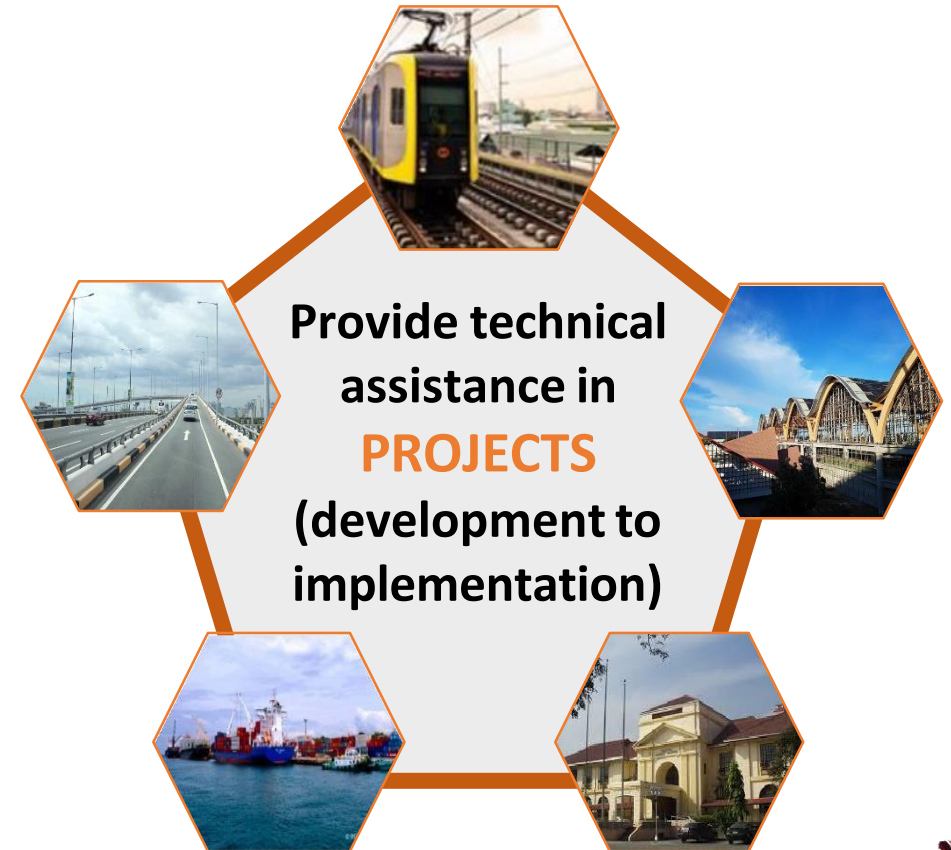 Provide technical
assistance in
PROJECTS
(development to
implementation)